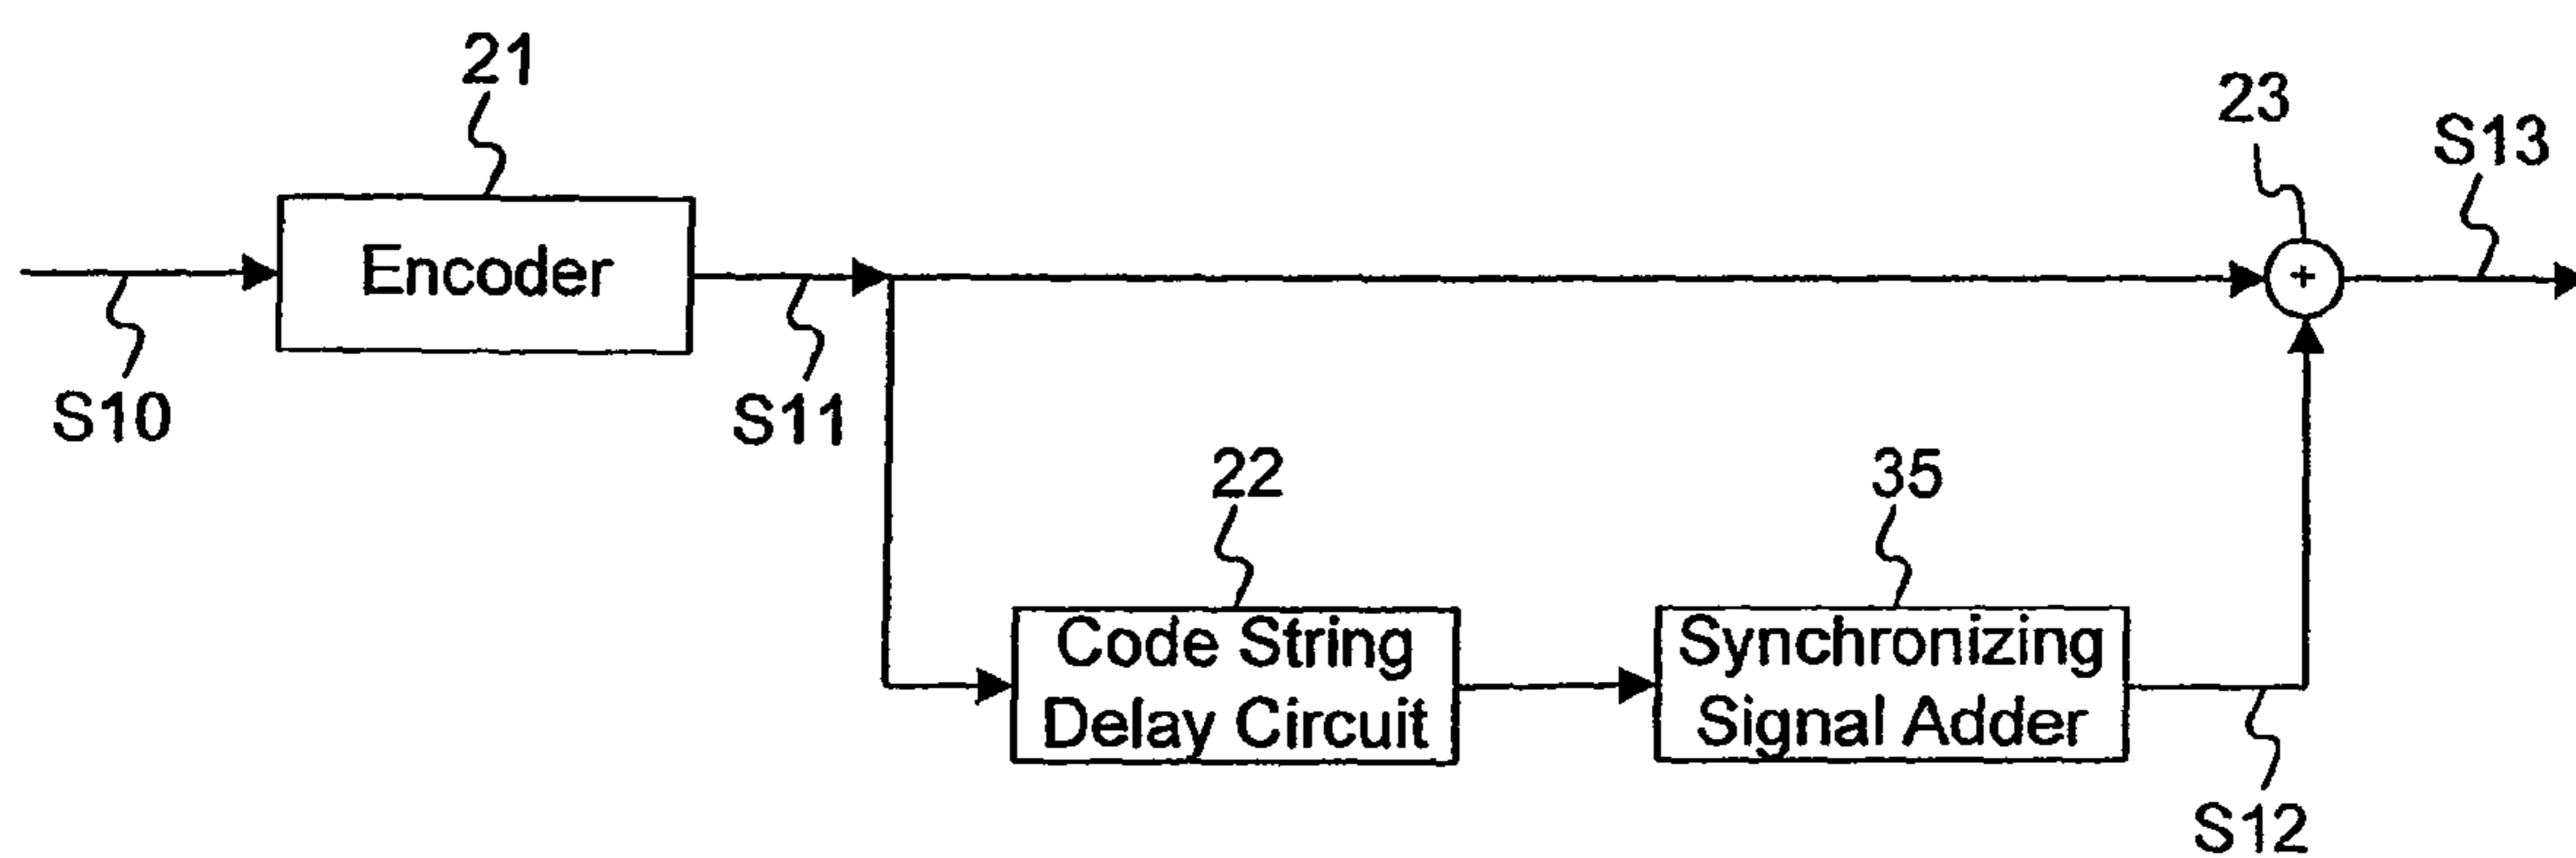 21
23
S13
Encoder
+
S10
S11
22
35
Code String
Delay Circuit
Synchronizing
Signal Adder
S12